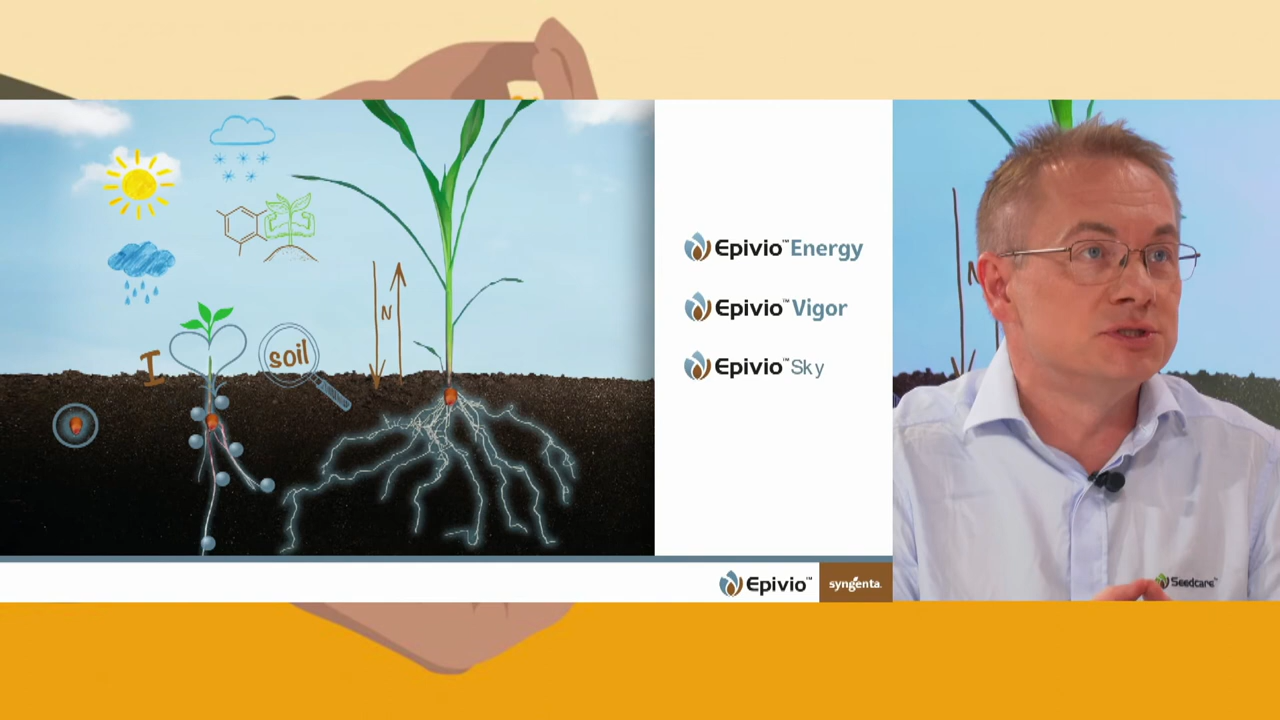 I
soil
N
Epivio™ Energy
Epivio™ Vigor
Epivio™ Sky
Epivio™
syngenta.
N
Seedcare™